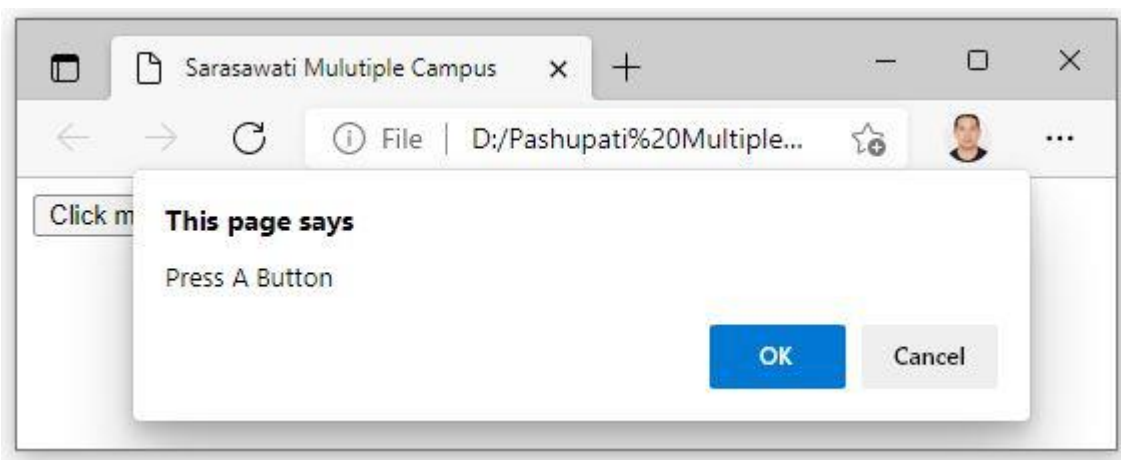 Sarasawati Mulutiple Campus
File | D:/Pashupati%20Multiple...
Click m
This page says
Press A Button
OK Cancel